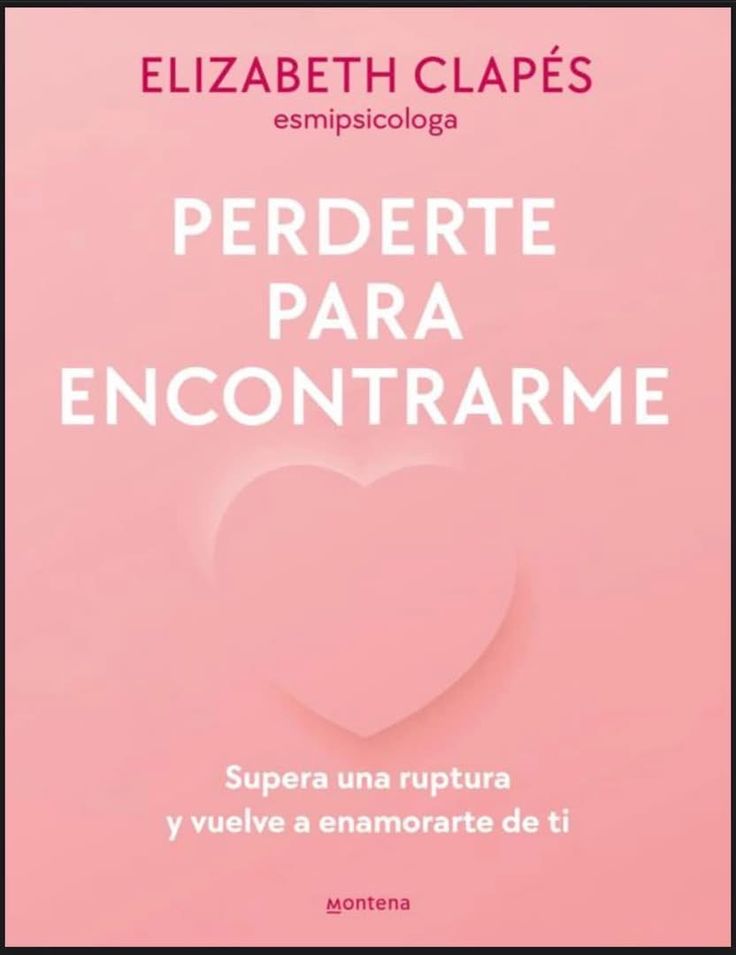 ELIZABETH CLAPÉS
esmipsicologa
PERDERTE
PARA
ENCONTRARME
Supera una ruptura
y vuelve a enamorarte de ti
Montena